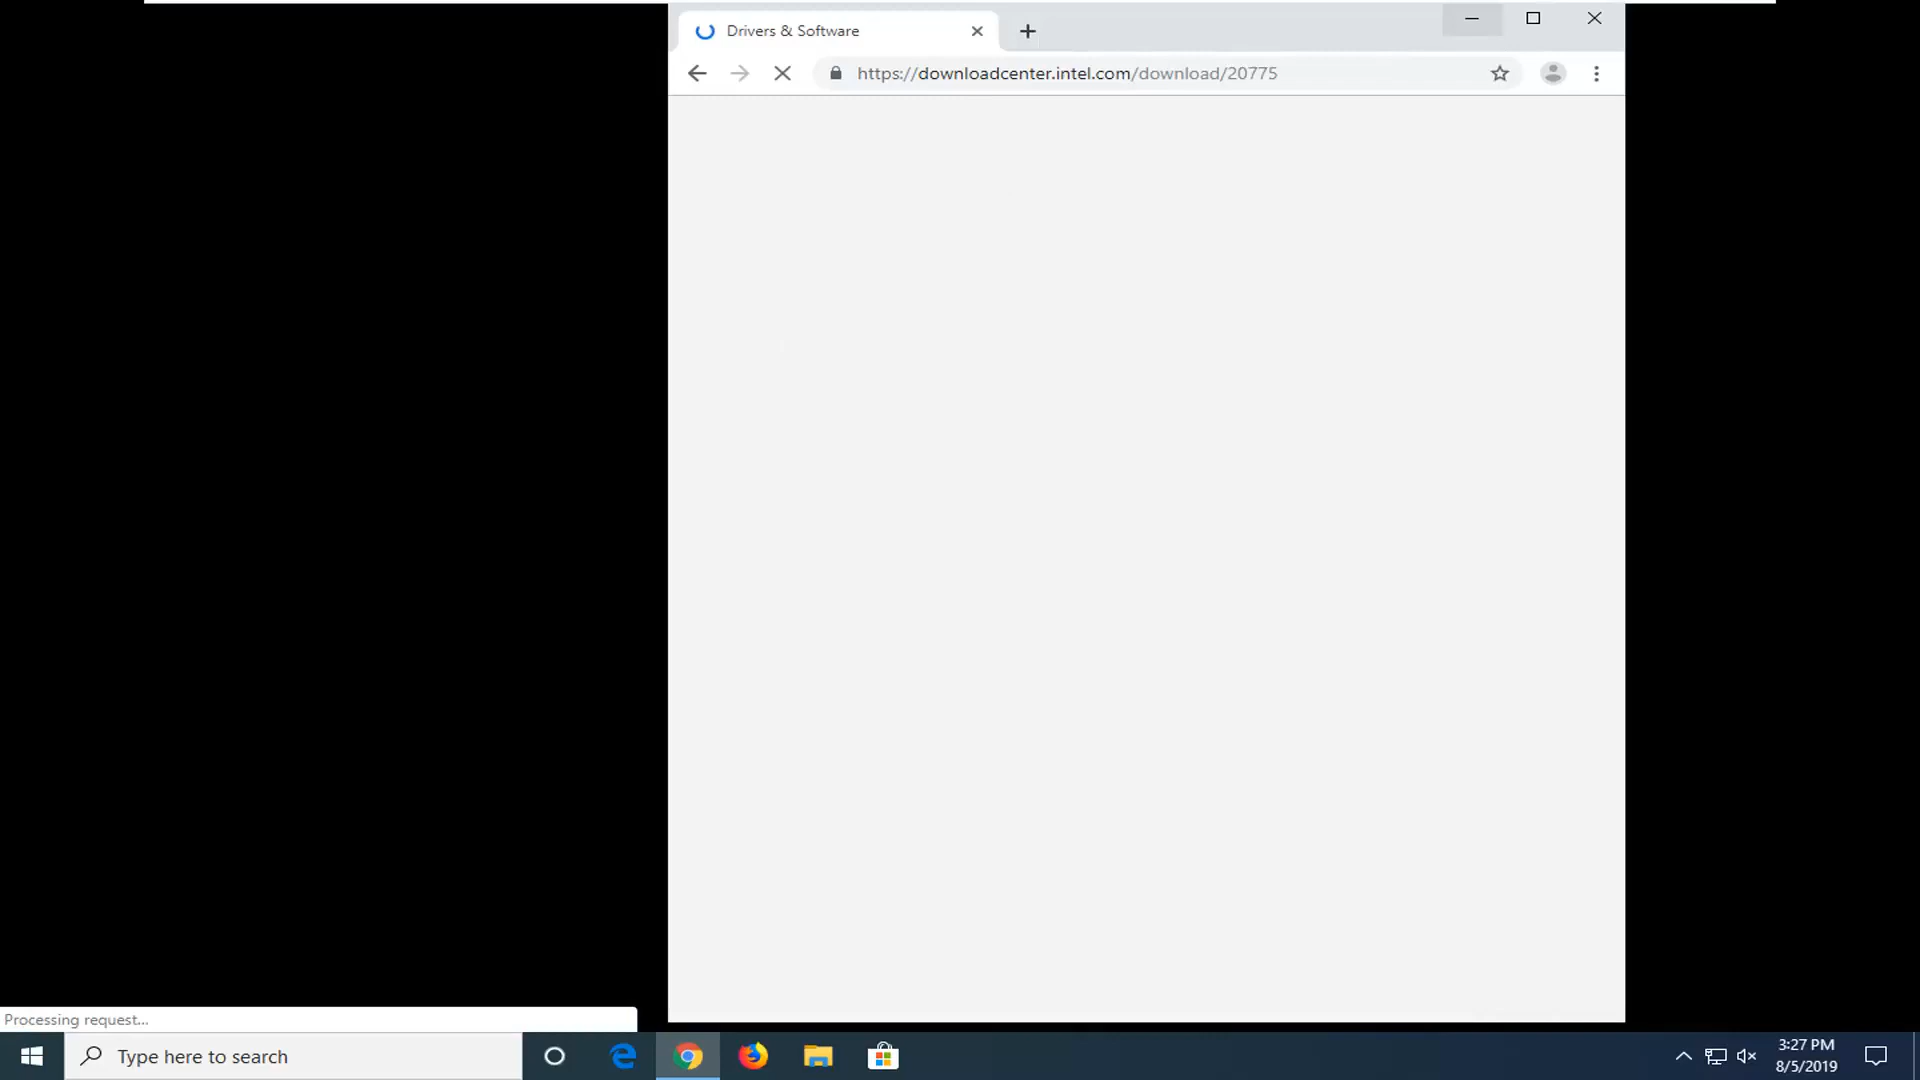 Drivers & Software
https://downloadcenter.intel.com/download/20775
Processing request...
Type here to search
3:27 PM
8/5/2019